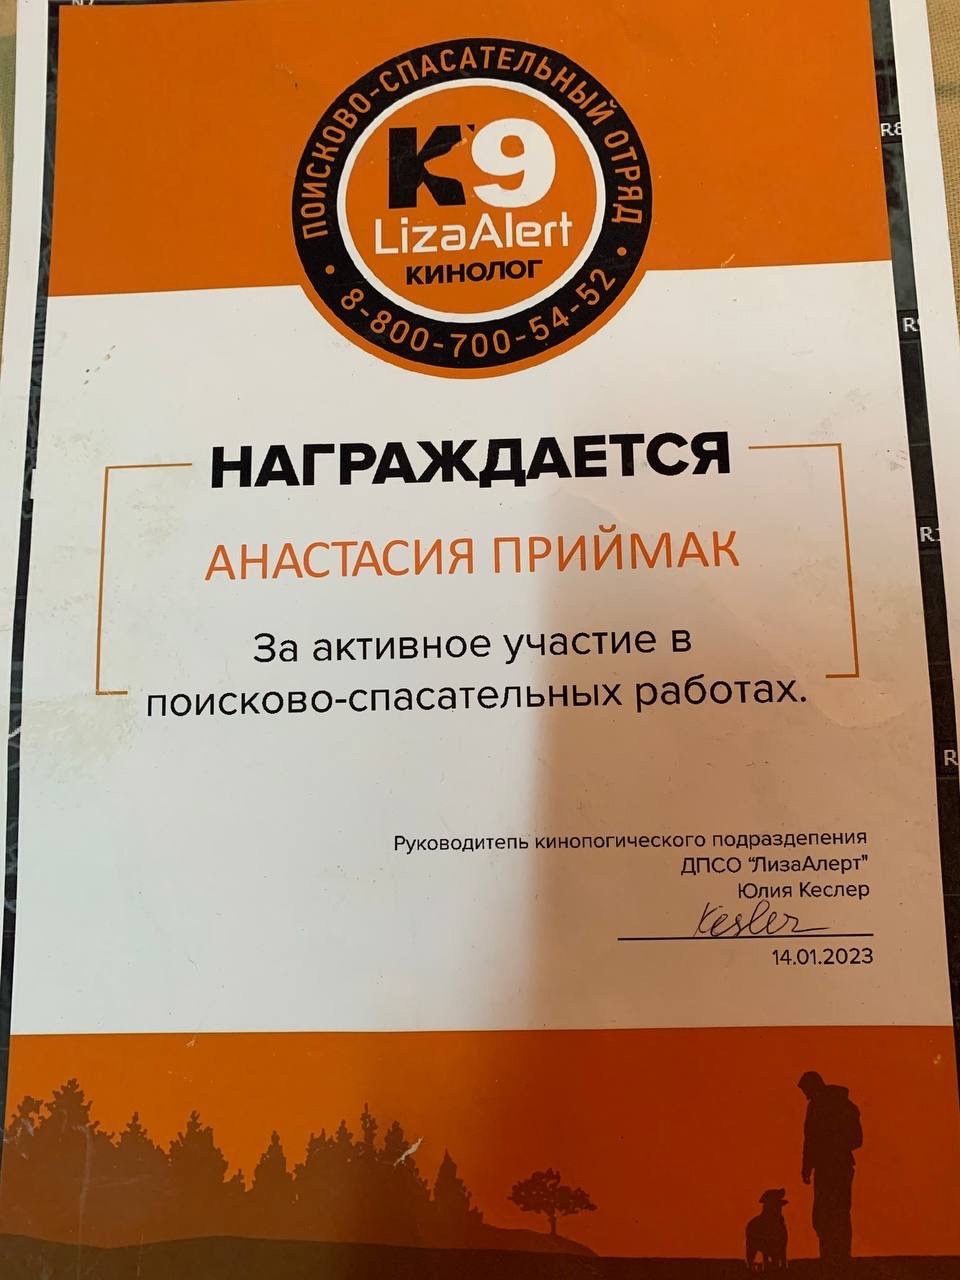 ПОИСКОВО-СПАСАТЕЛЬНЫЙ ОТРЯД
K9
LizaAlert
КИНОЛОГ
8-800-700-54-52
НАГРАЖДАЕТСЯ
АНАСТАСИЯ ПРИЙМАК
За активное участие в
поисково-спасательных работах.
Руководитель кинологического подразделения
ДПСО "ЛизаАлерт"
Юлия Кеслер
Kesler
14.01.2023